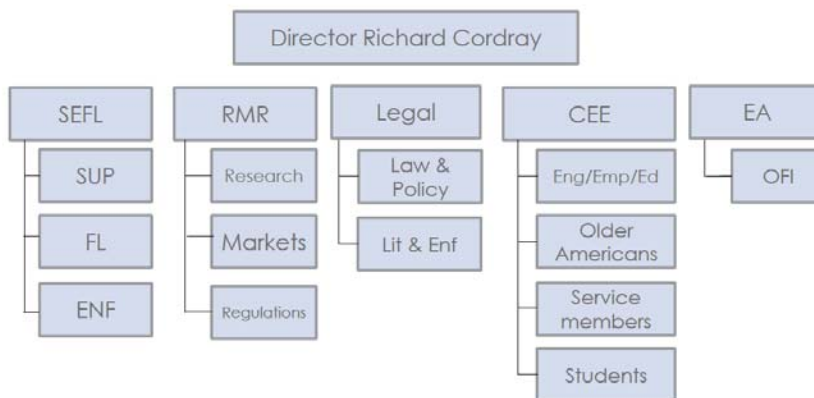 Director Richard Cordray
SEFL
RMR
Legal
CEE
EA
SUP
FL
ENF
Research
Markets
Regulations
Law &
Policy
Lit & Enf
Eng/Emp/Ed
Older
Americans
Service
members
Students
OFI